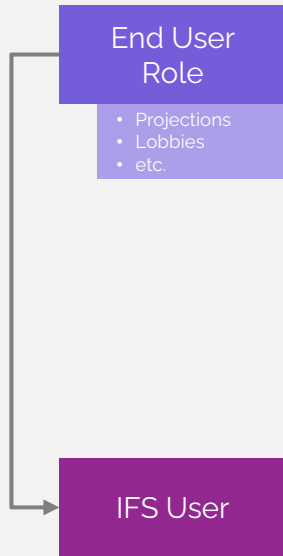 End User
Role
• Projections
• Lobbies
• etc.
IFS User